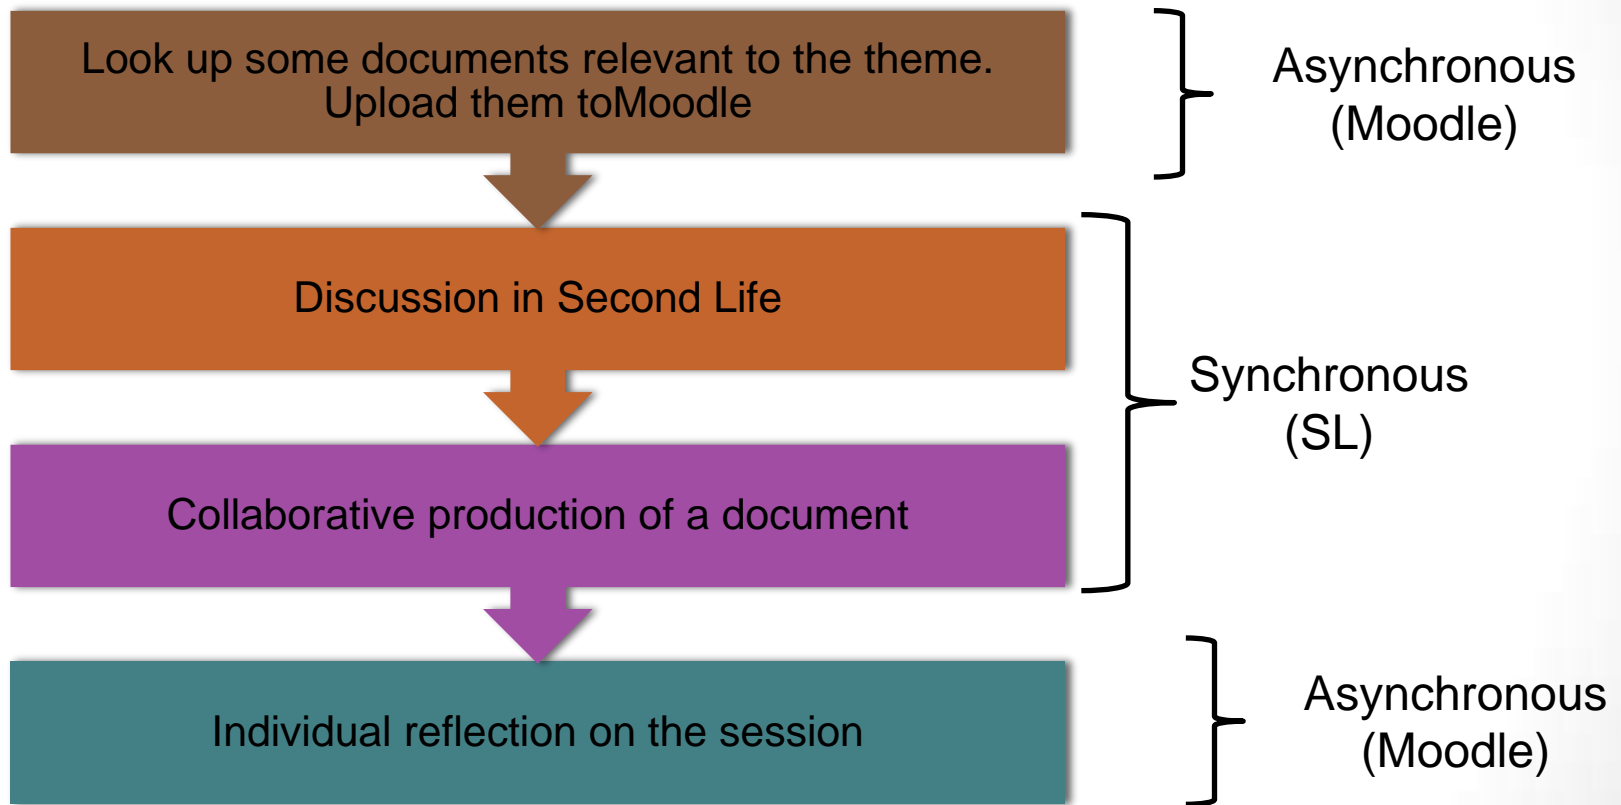 Look up some documents relevant to the theme.
Upload them toMoodle
Asynchronous
(Moodle)
Discussion in Second Life
Synchronous
(SL)
Collaborative production of a document
Individual reflection on the session
Asynchronous
(Moodle)